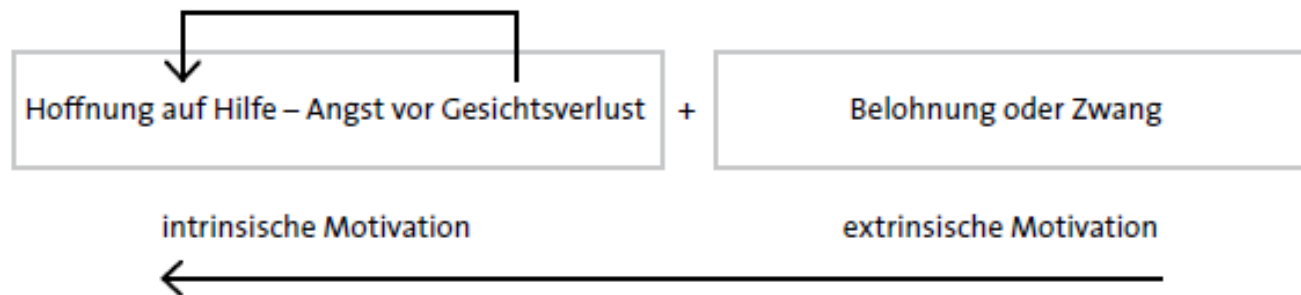 Hoffnung auf Hilfe – Angst vor Gesichtsverlust + Belohnung oder Zwang
intrinsische Motivation extrinsische Motivation